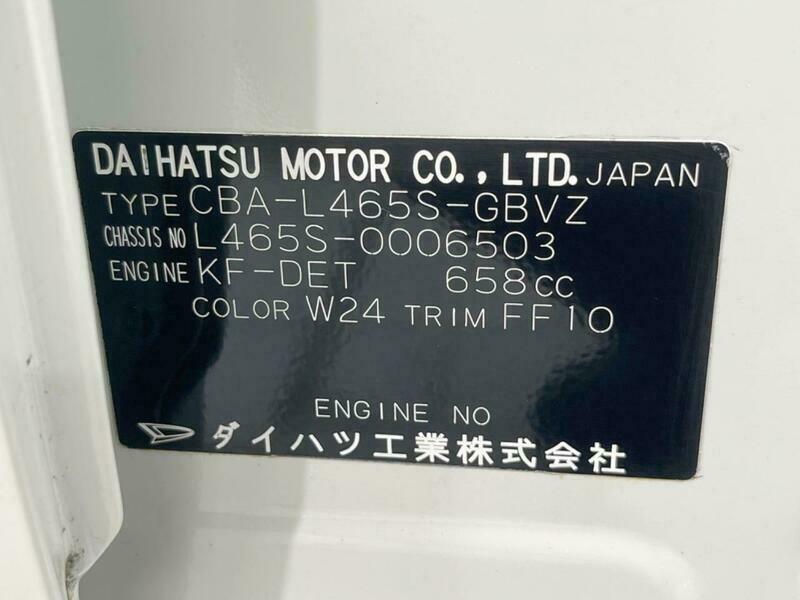 DAIHATSU MOTOR CO., LTD. JAPAN
TYPE CBA-L465S-GBVZ
CHASSIS NO L465S-0006503
ENGINE KF-DET 658cc
COLOR W24 TRIM FF10
ENGINE NO
ダイハツ工業株式会社